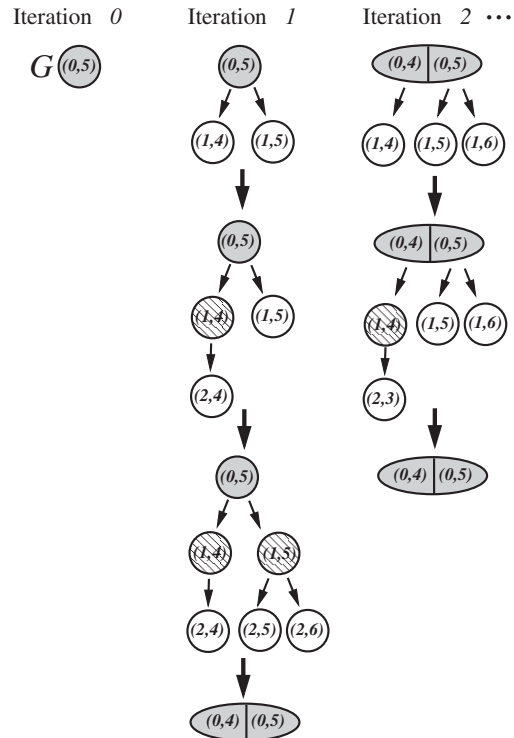 Iteration 0 Iteration 1 Iteration 2 •••
G (0,5) (0,5) (0,4) (0,5)
(1,4) (1,5) (1,4) (1,5) (1,6)
(0,5) (0,4) (0,5)
(1,4) (1,5) (1,4) (1,5) (1,6)
(2,4) (2,3)
(0,5) (0,4) (0,5)
(1,4) (1,5)
(2,4) (2,5) (2,6)
(0,4) (0,5)